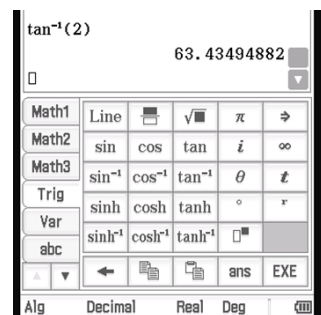 tan⁻¹(2)
63.43494882
Math1 Line √ π ⇒
Math2 sin cos tan i ∞
Math3 sin⁻¹ cos⁻¹ tan⁻¹ θ t
Trig sinh cosh tanh ° r
Var sinh⁻¹ cosh⁻¹ tanh⁻¹
abc
ans EXE
Alg Decimal Real Deg